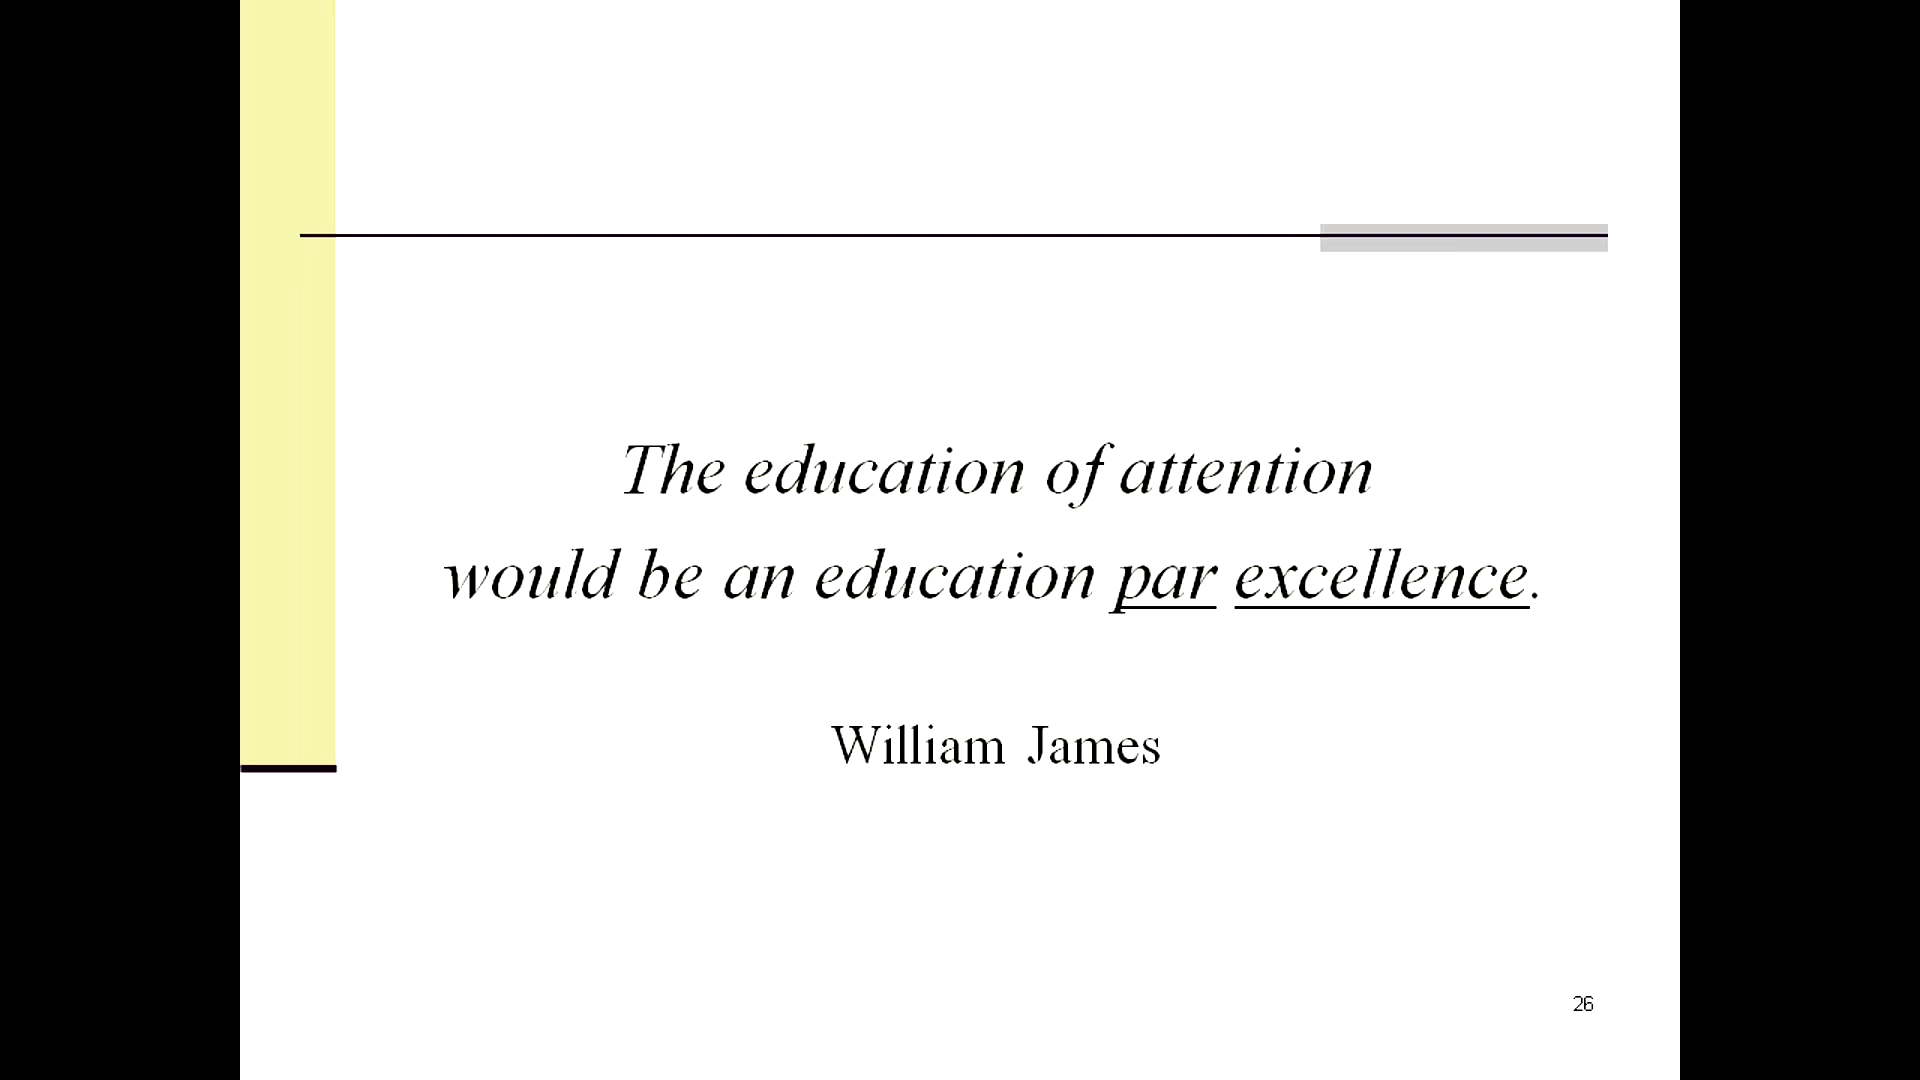 The education of attention
would be an education par excellence.
William James
26